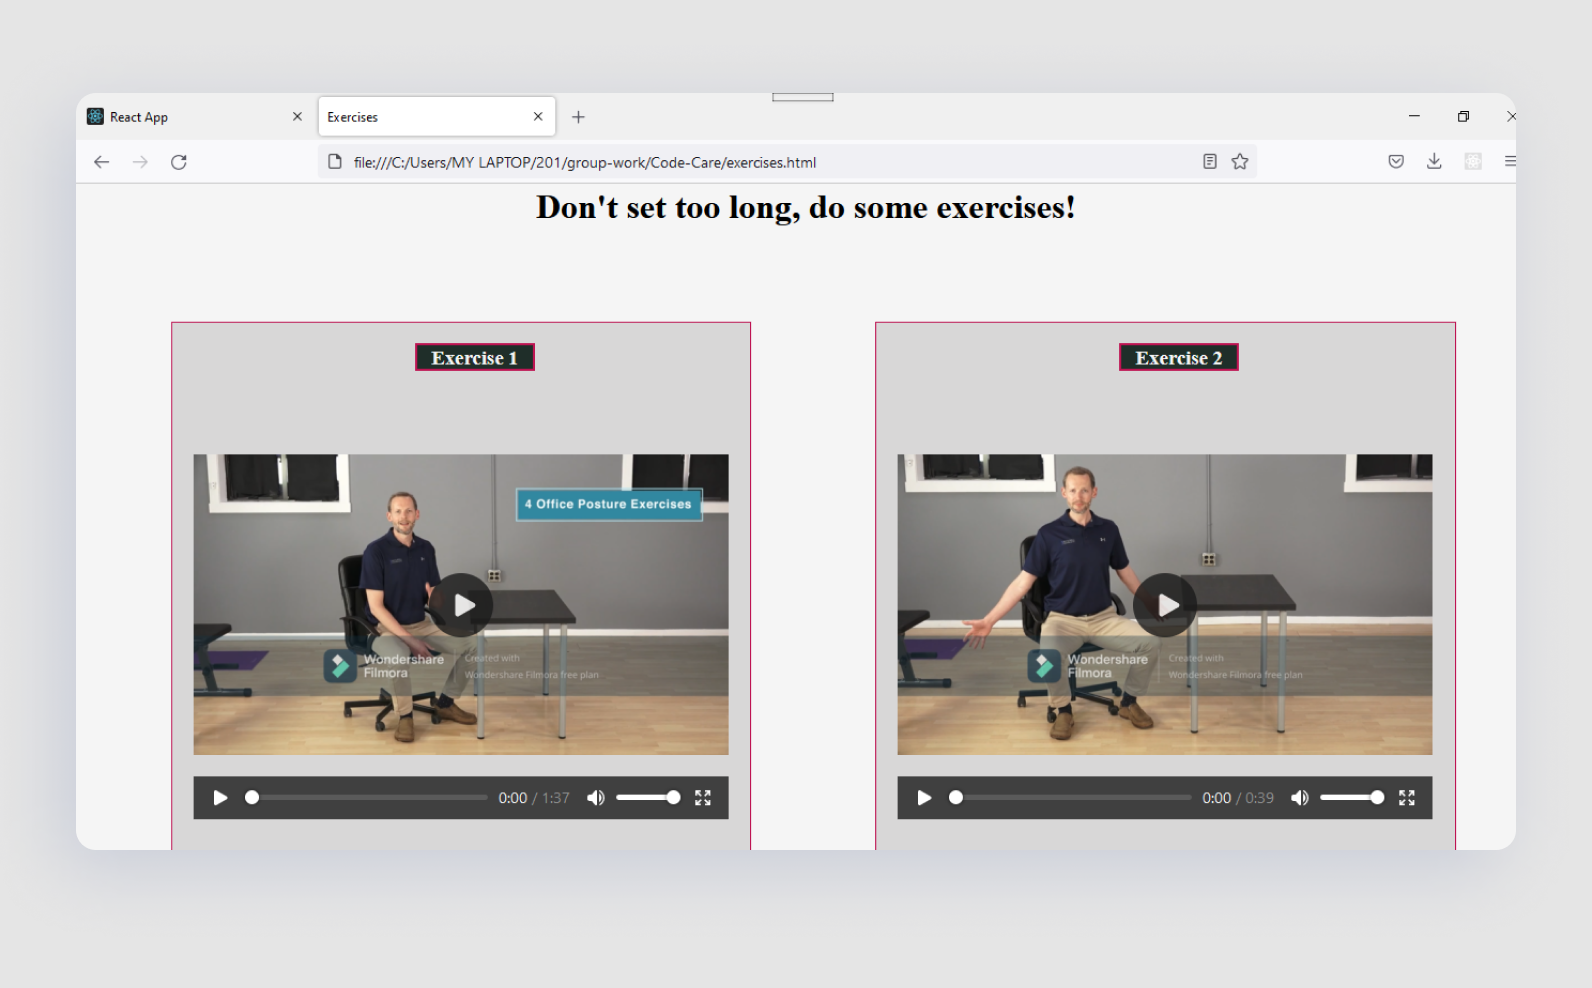 React App
Exercises
file:///C:/Users/MY LAPTOP/201/group-work/Code-Care/exercises.html
Don't set too long, do some exercises!
Exercise 1
4 Office Posture Exercises
Wondershare
Filmora
Created with
Wondershare Filmora free plan
0:00 / 1:37
Exercise 2
Wondershare
Filmora
Created with
Wondershare Filmora free plan
0:00 / 0:39